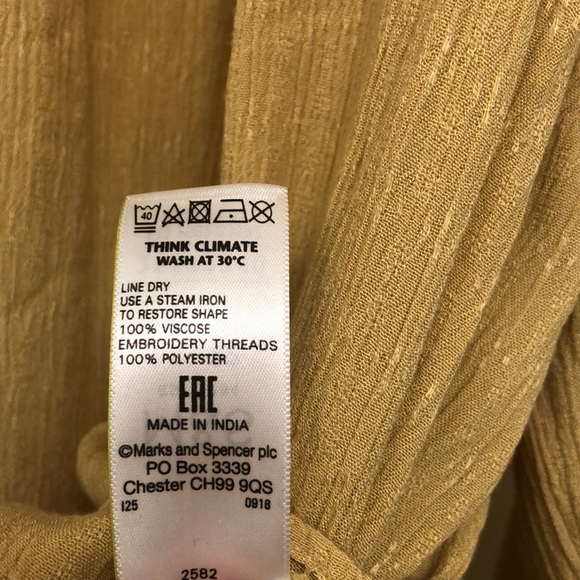 40
THINK CLIMATE
WASH AT 30°C
LINE DRY
USE A STEAM IRON
TO RESTORE SHAPE
100% VISCOSE
EMBROIDERY THREADS
100% POLYESTER
EAC
MADE IN INDIA
©Marks and Spencer plc
PO Box 3339
Chester CH99 9QS
I25 0918
2582